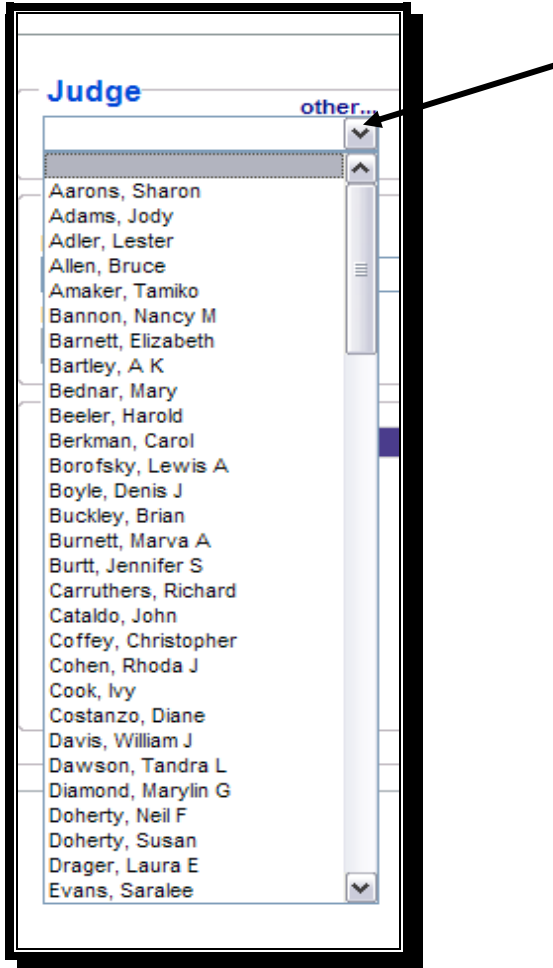 Judge
other...
Aarons, Sharon
Adams, Jody
Adler, Lester
Allen, Bruce
Amaker, Tamiko
Bannon, Nancy M
Barnett, Elizabeth
Bartley, A K
Bednar, Mary
Beeler, Harold
Berkman, Carol
Borofsky, Lewis A
Boyle, Denis J
Buckley, Brian
Burnett, Marva A
Burtt, Jennifer S
Carruthers, Richard
Cataldo, John
Coffey, Christopher
Cohen, Rhoda J
Cook, Ivy
Costanzo, Diane
Davis, William J
Dawson, Tandra L
Diamond, Marylin G
Doherty, Neil F
Doherty, Susan
Drager, Laura E
Evans, Saralee